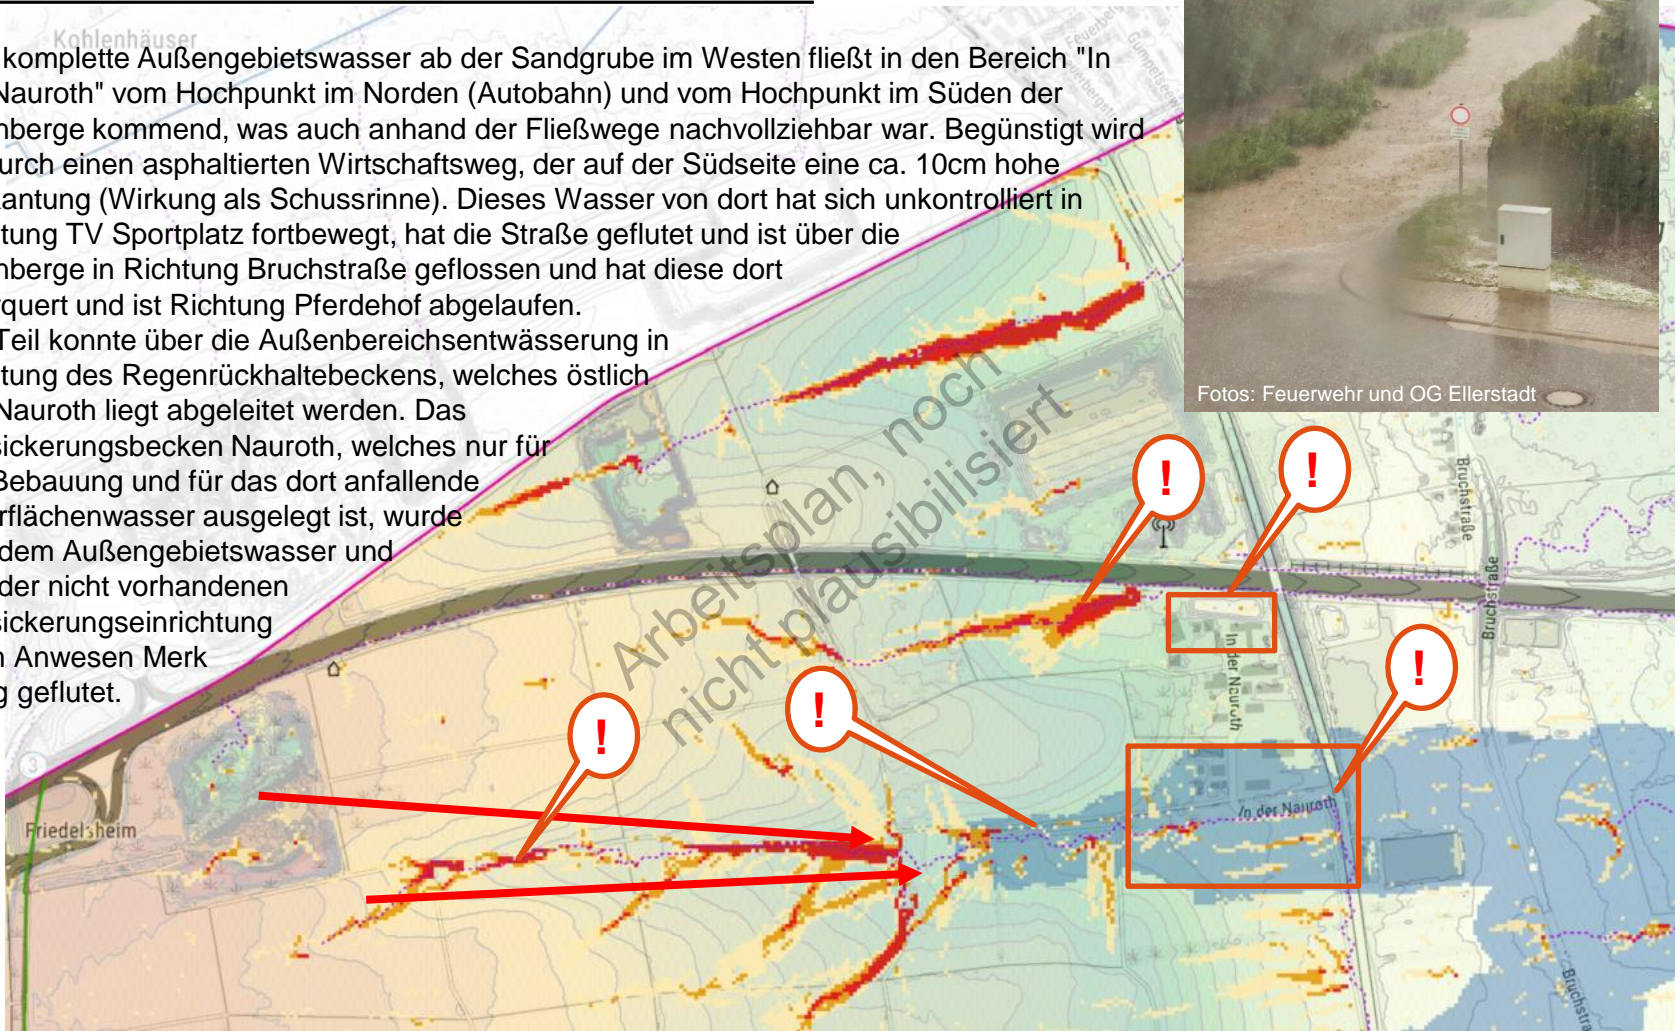 Kohlenhäuser
komplette Außengebietswasser ab der Sandgrube im Westen fließt in den Bereich "In
Nauroth" vom Hochpunkt im Norden (Autobahn) und vom Hochpunkt im Süden der
nberge kommend, was auch anhand der Fließwege nachvollziehbar war. Begünstigt wird
urch einen asphaltierten Wirtschaftsweg, der auf der Südseite eine ca. 10cm hohe
antung (Wirkung als Schussrinne). Dieses Wasser von dort hat sich unkontrolliert in
tung TV Sportplatz fortbewegt, hat die Straße geflutet und ist über die
nberge in Richtung Bruchstraße geflossen und hat diese dort
rquert und ist Richtung Pferdehof abgelaufen.
Teil konnte über die Außenbereichsentwässerung in
tung des Regenrückhaltebeckens, welches östlich
Nauroth liegt abgeleitet werden. Das
sickerungsbecken Nauroth, welches nur für
Bebauung und für das dort anfallende
rflächenwasser ausgelegt ist, wurde
dem Außengebietswasser und
der nicht vorhandenen
sickerungseinrichtung
n Anwesen Merk
g geflutet.
Fotos: Feuerwehr und OG Ellerstadt
Arbeitsplan, noch
nicht plausibilisiert
!
!
!
!
!
Bruchstraße
Bruchstraße
In der Nauroth
In der Nauroth
3
Friedelsheim